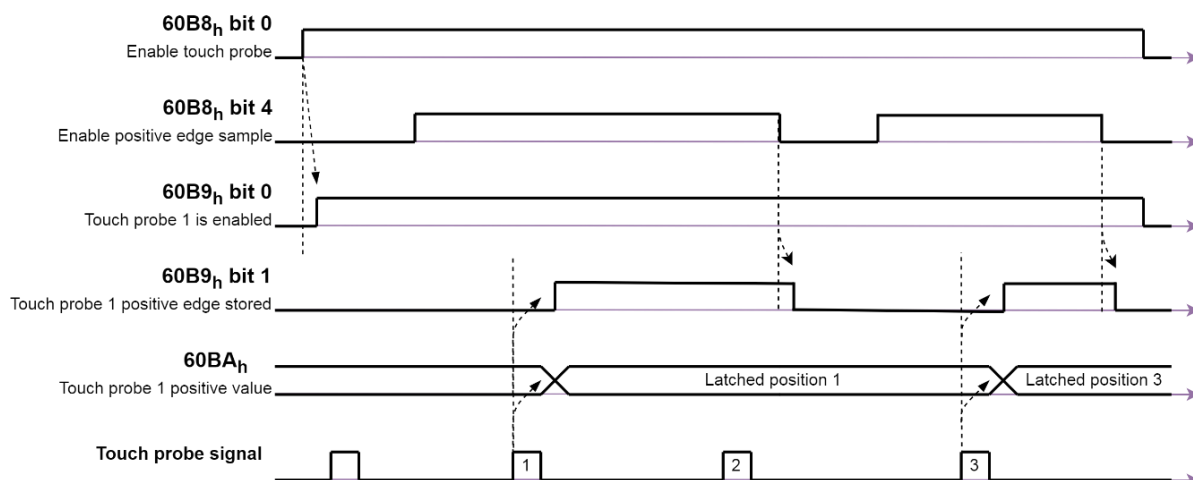 60B8h bit 0
Enable touch probe
60B8h bit 4
Enable positive edge sample
60B9h bit 0
Touch probe 1 is enabled
60B9h bit 1
Touch probe 1 positive edge stored
60BAh
Touch probe 1 positive value
Latched position 1
Latched position 3
Touch probe signal
1
2
3